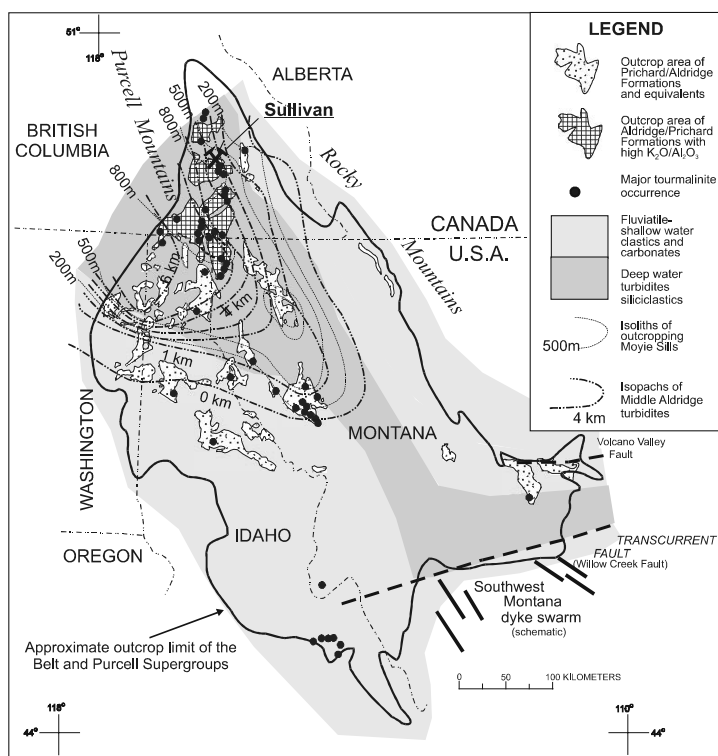 51°
118°
Purcell Mountains
ALBERTA
500m
200m
800m
Sullivan
BRITISH
COLUMBIA
800m
Rocky
Mountains
CANADA
U.S.A.
500m
200m
6 km
4 km
1 km
0 km
WASHINGTON
MONTANA
Volcano Valley
Fault
IDAHO
OREGON
TRANSCURRENT
FAULT
(Willow Creek Fault)
Southwest
Montana
dyke swarm
(schematic)
Approximate outcrop limit of the
Belt and Purcell Supergroups
0 50 100 KILOMETERS
118°
44°
110°
44°
LEGEND
Outcrop area of
Prichard/Aldridge
Formations
and equivalents
Outcrop area of
Aldridge/Prichard
Formations with
high K₂O/Al₂O₃
Major tourmalinite
occurrence
Fluviatile-
shallow water
clastics and
carbonates
Deep water
turbidites
siliciclastics
500m
Isoliths of
outcropping
Moyie Sills
4 km
Isopachs of
Middle Aldridge
turbidites